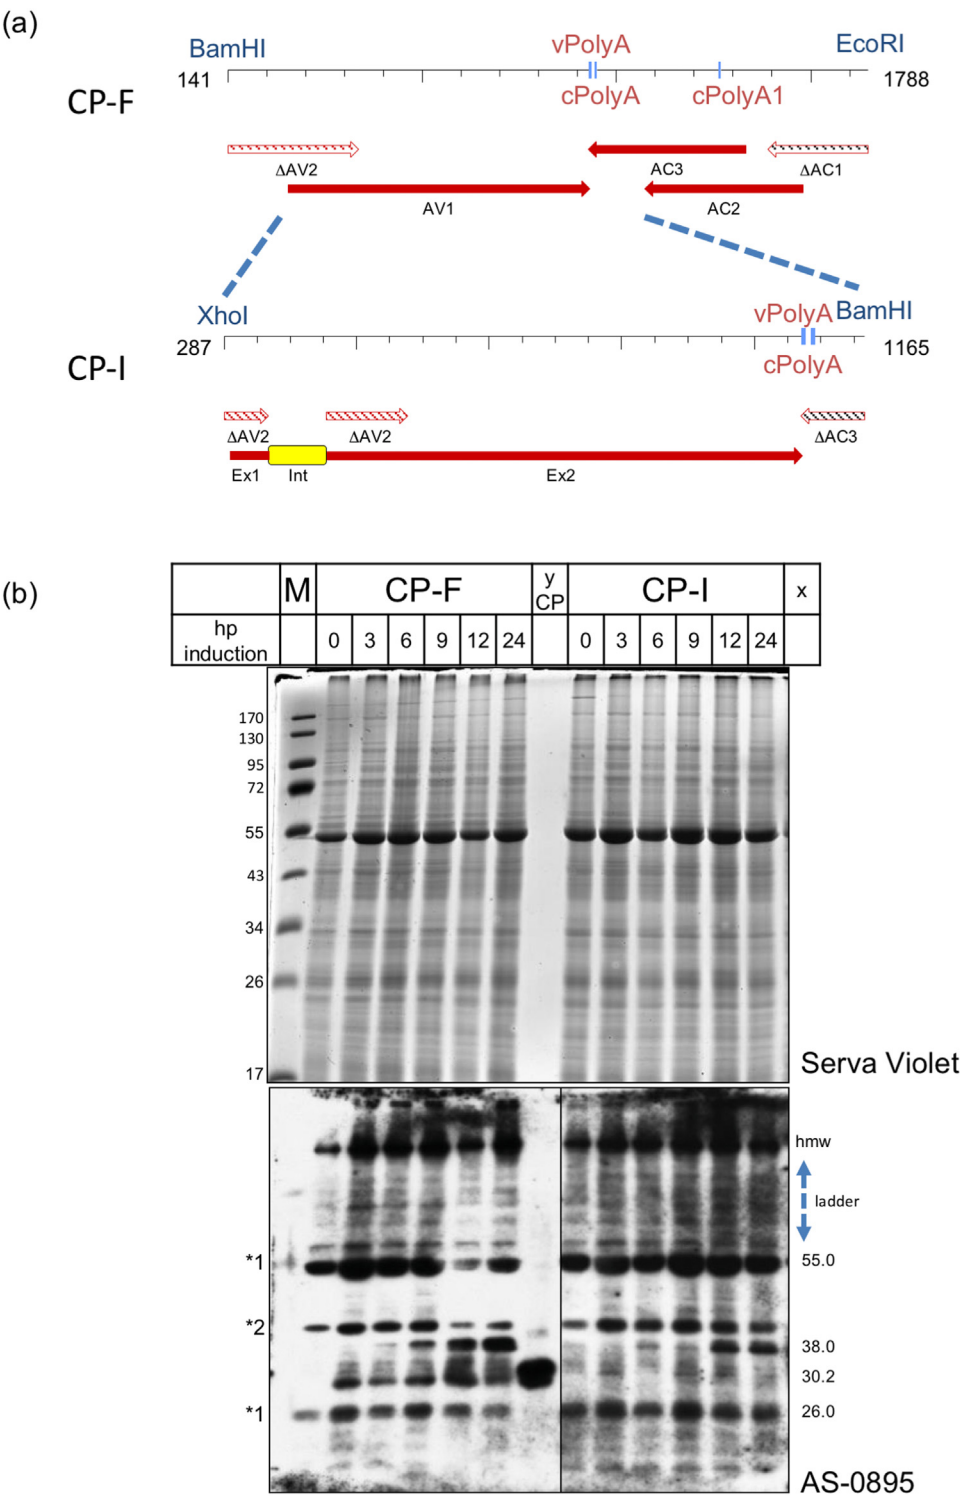 (a)
BamHI
vPolyA
EcoRI
141
1788
CP-F
cPolyA
cPolyA1
ΔAV2
AC3
ΔAC1
AV1
AC2
XhoI
vPolyA
BamHI
287
1165
CP-I
cPolyA
ΔAV2
ΔAV2
ΔAC3
Ex1
Int
Ex2
(b)
M
CP-F
y
CP
CP-I
x
hp
induction
0 3 6 9 12 24
0 3 6 9 12 24
170
130
95
72
55
43
34
26
17
Serva Violet
hmw
ladder
*1
55.0
*2
38.0
30.2
*1
26.0
AS-0895